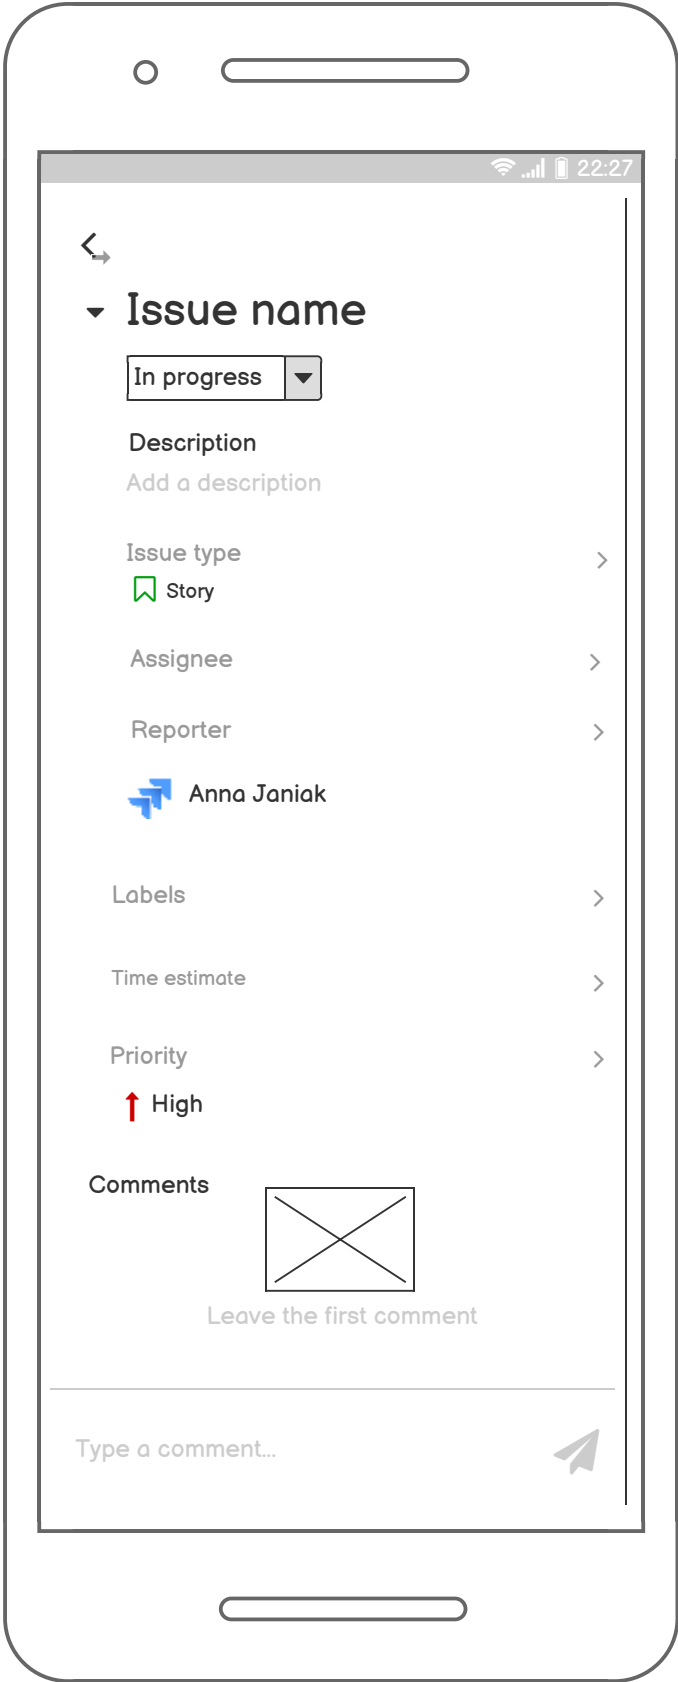 22:27
Issue name
In progress
Description
Add a description
Issue type
Story
Assignee
Reporter
Anna Janiak
Labels
Time estimate
Priority
High
Comments
Leave the first comment
Type a comment...